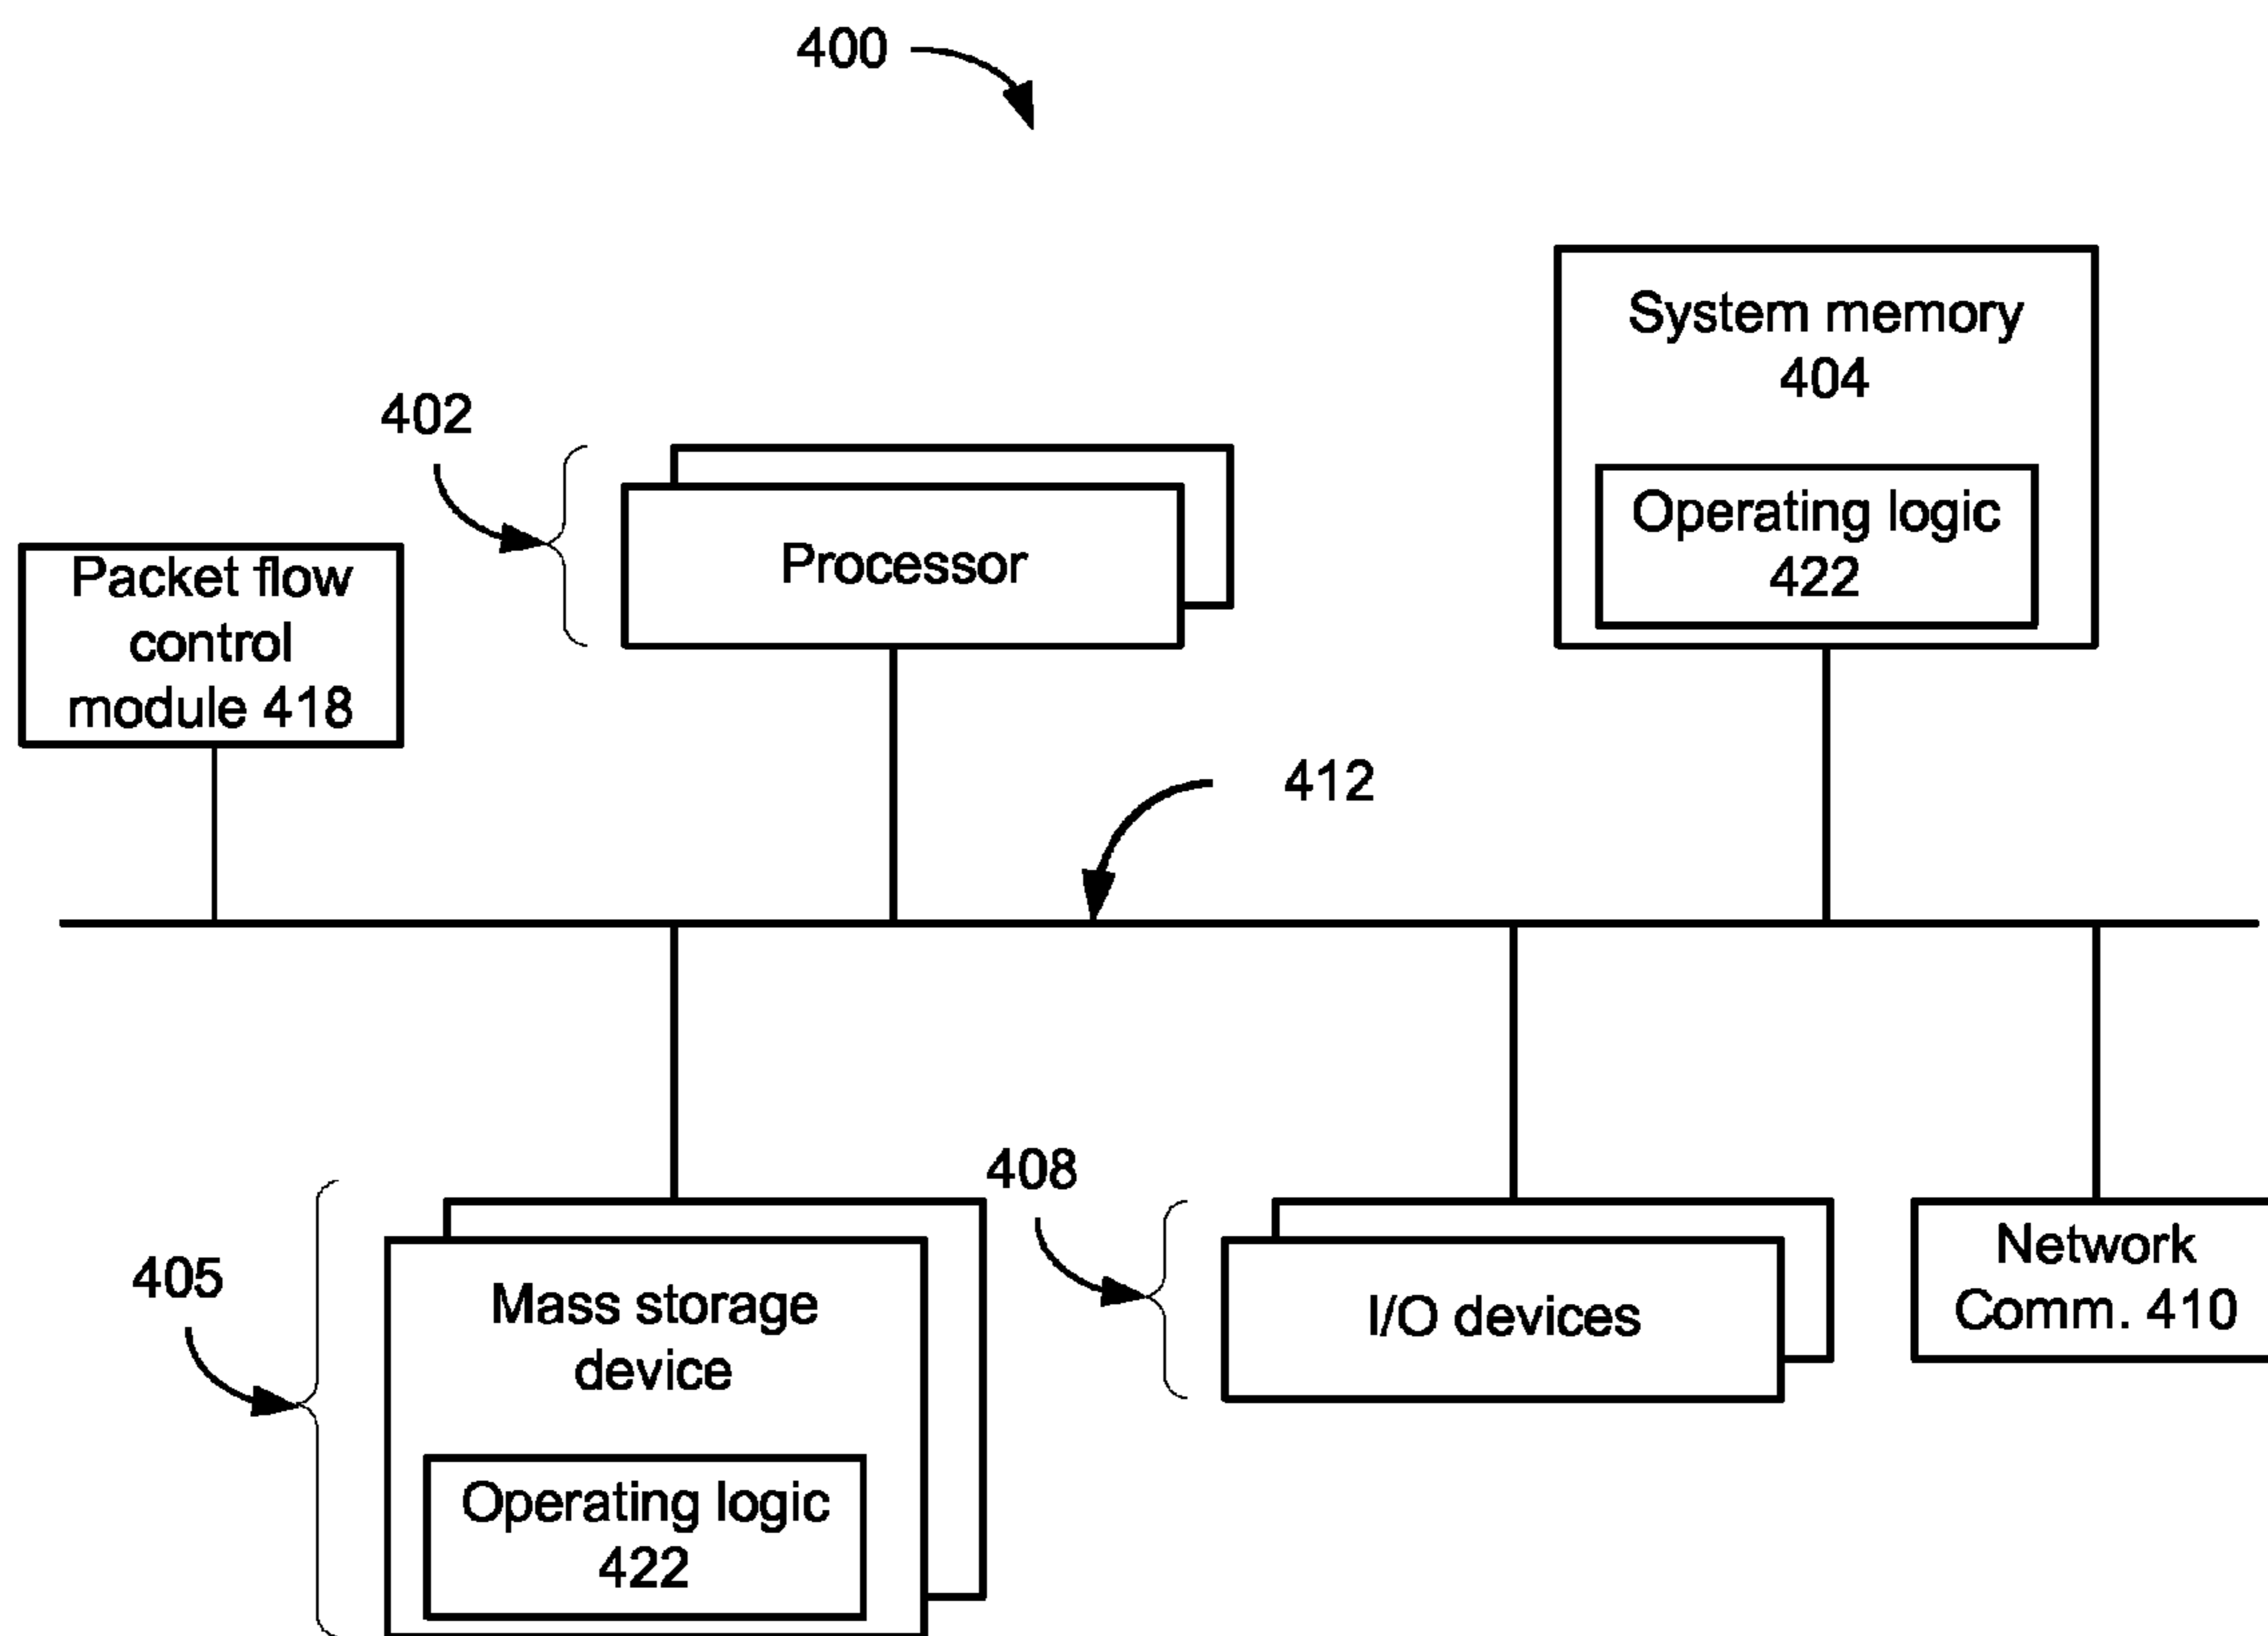 400
System memory
404
402
Operating logic
422
Processor
Packet flow
control
module 418
412
408
405
Mass storage
device
I/O devices
Network
Comm. 410
Operating logic
422